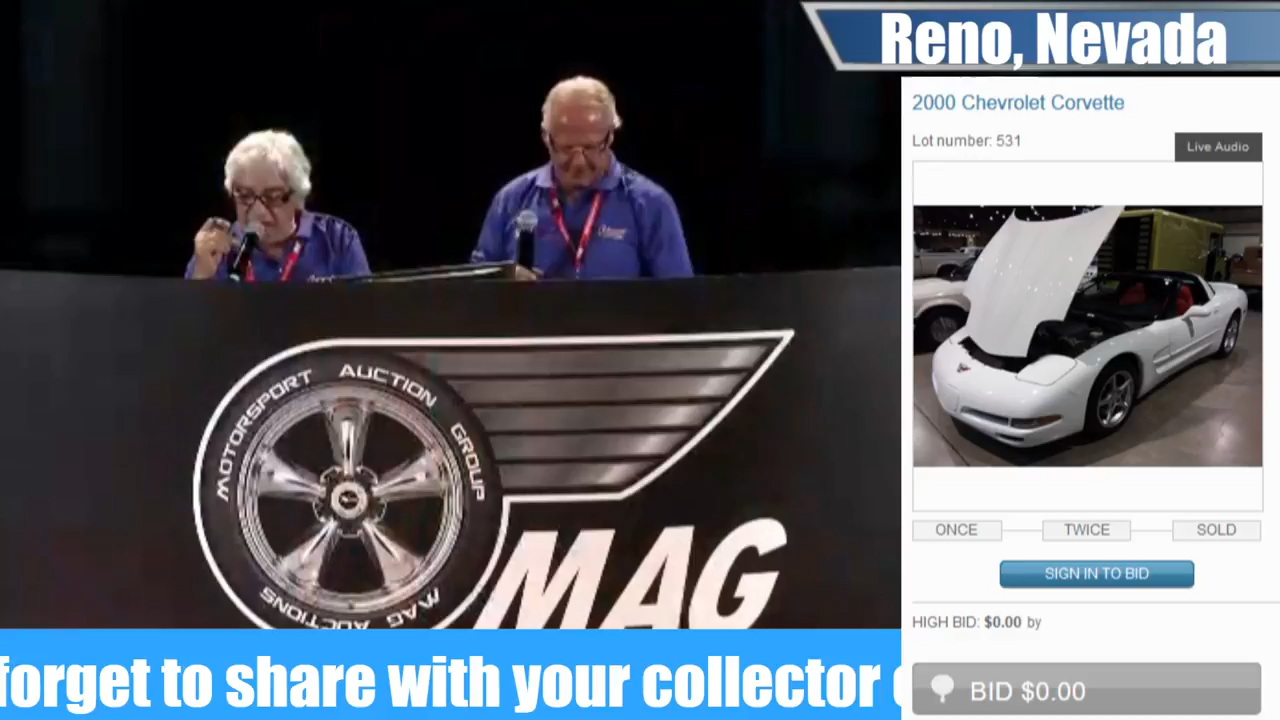 Reno, Nevada
2000 Chevrolet Corvette
Lot number: 531
Live Audio
MOTORSPORT AUCTION GROUP
MAG AUCTIONS
MAG
ONCE
TWICE
SOLD
SIGN IN TO BID
HIGH BID: $0.00 by
BID $0.00
forget to share with your collector